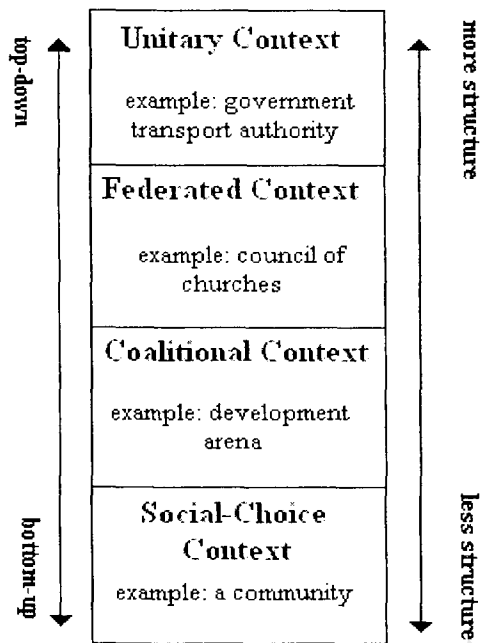 top-down
more structure
Unitary Context
example: government
transport authority
Federated Context
example: council of
churches
Coalitional Context
example: development
arena
Social-Choice
Context
example: a community
bottom-up
less structure